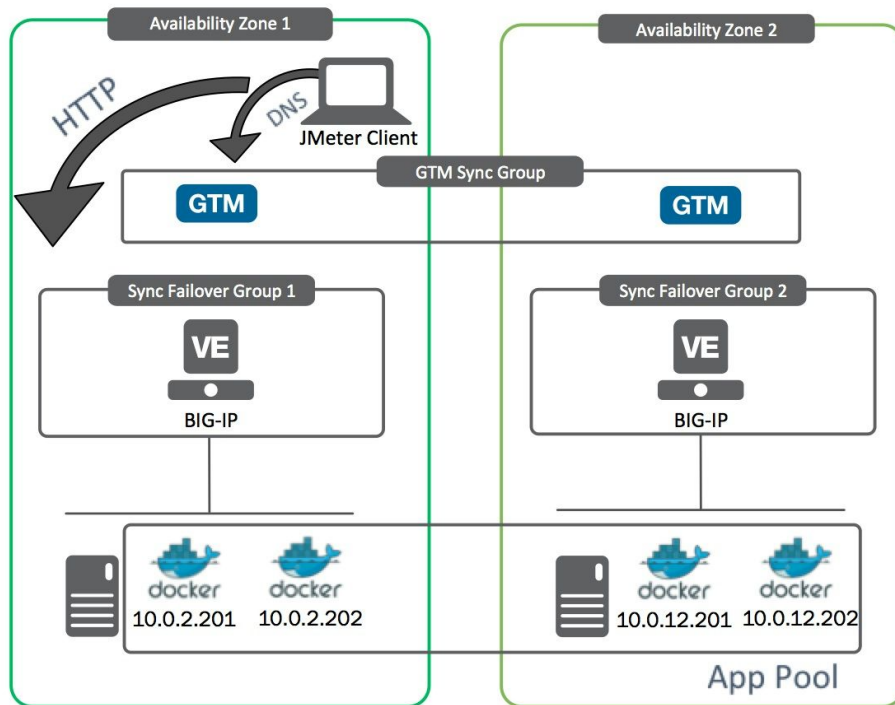 Availability Zone 1
Availability Zone 2
HTTP
DNS
JMeter Client
GTM Sync Group
GTM
GTM
Sync Failover Group 1
Sync Failover Group 2
VE
VE
BIG-IP
BIG-IP
docker
docker
docker
docker
10.0.2.201
10.0.2.202
10.0.12.201
10.0.12.202
App Pool